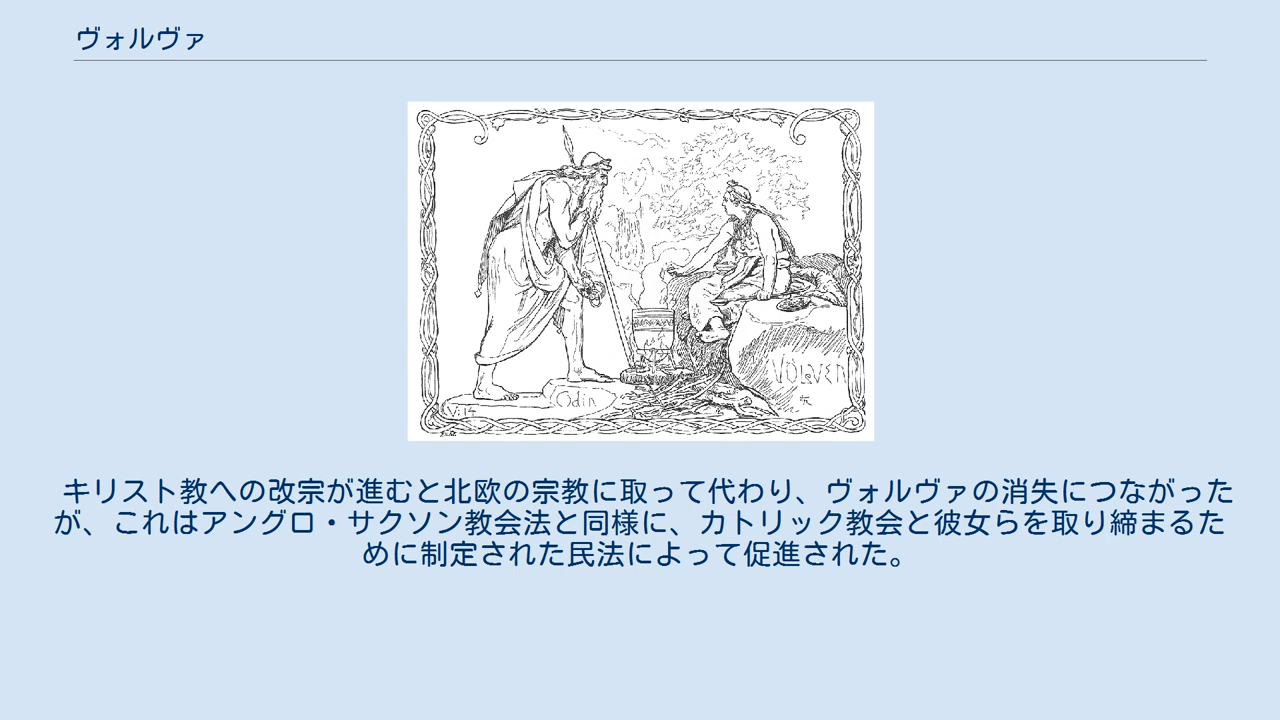 ヴォルヴァ
Odin
VÖLVEN
キリスト教への改宗が進むと北欧の宗教に取って代わり、ヴォルヴァの消失につながった
が、これはアングロ・サクソン教会法と同様に、カトリック教会と彼女らを取り締まるた
めに制定された民法によって促進された。